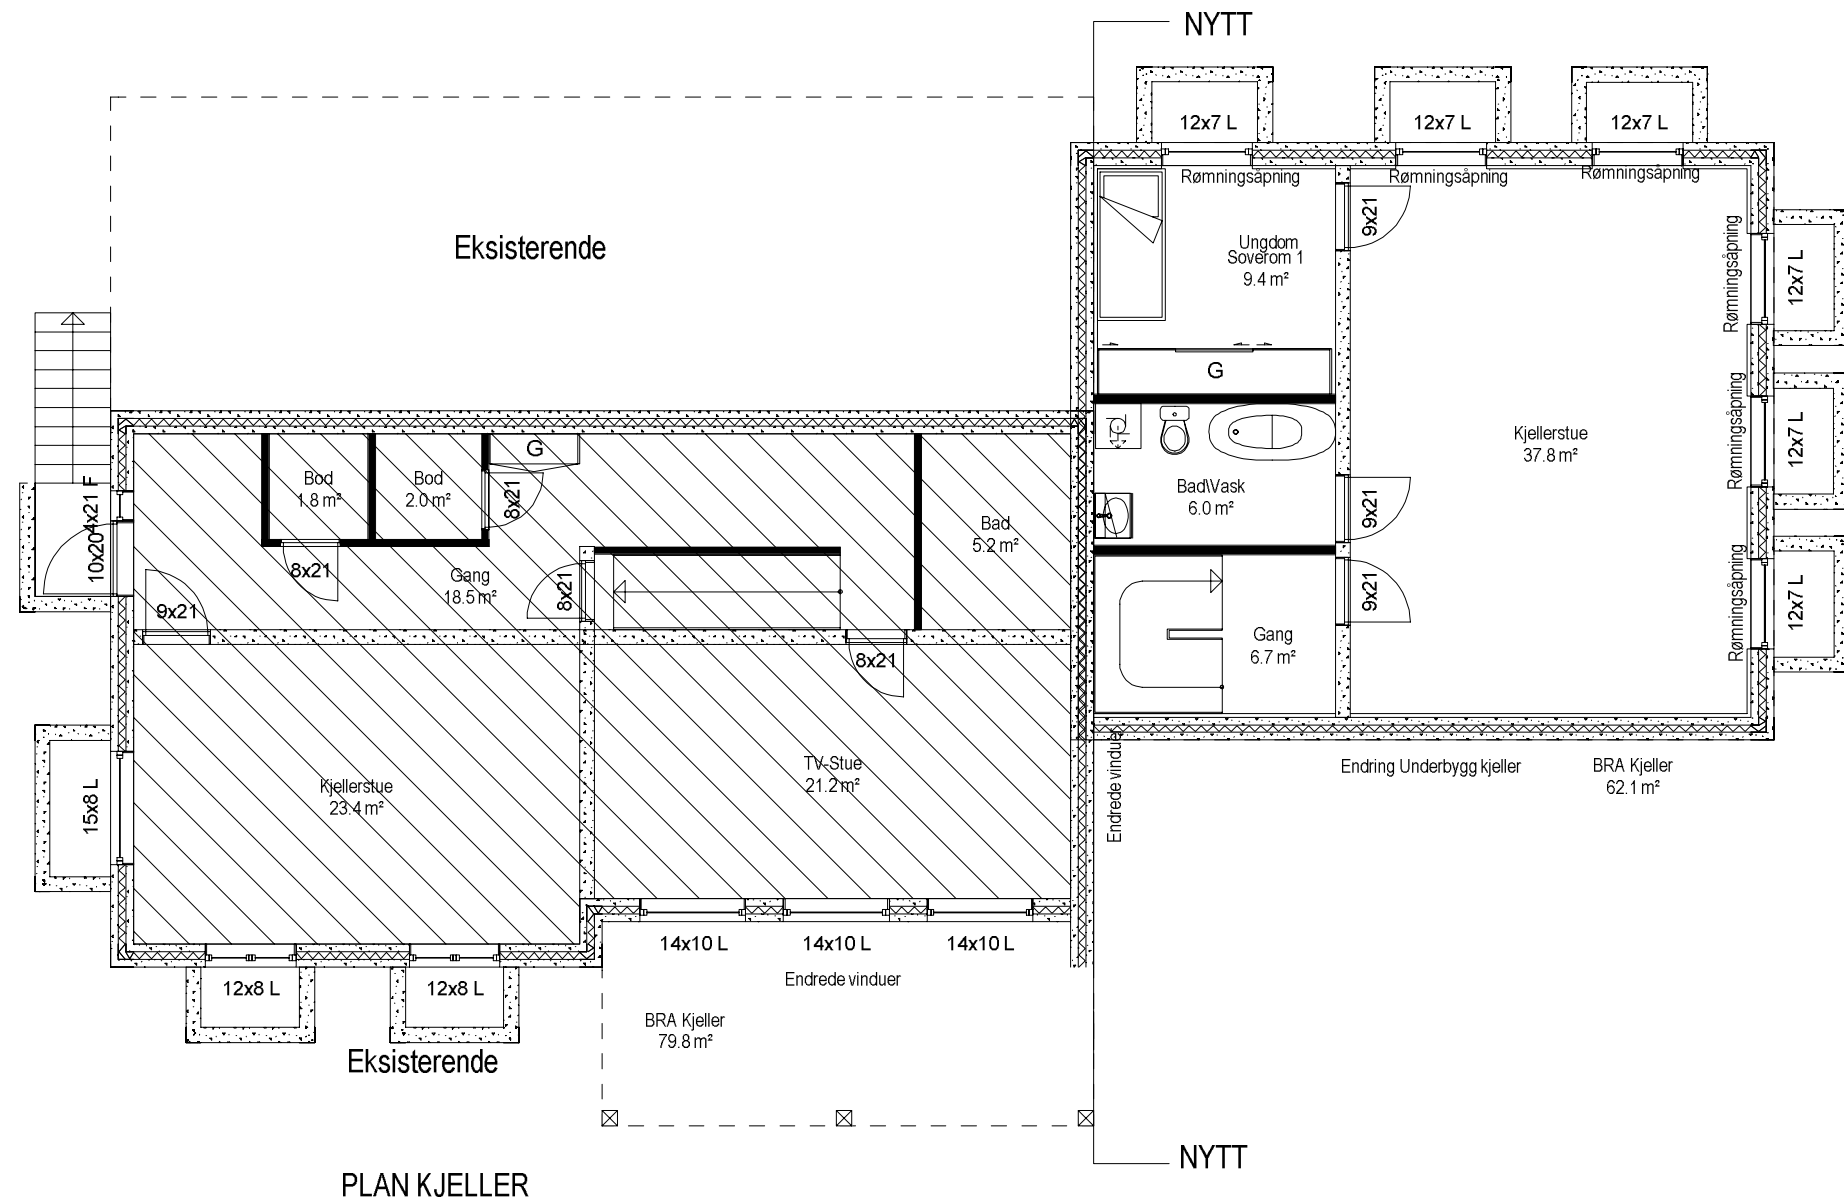 NYTT
12x7 L
12x7 L
12x7 L
Rømningsåpning
Rømningsåpning
Rømningsåpning
9x21
Eksisterende
Ungdom
Soverom 1
9.4 m²
Rømningsåpning
12x7 L
G
Kjellerstue
37.8 m²
Rømningsåpning
12x7 L
G
Bod
1.8 m²
Bod
2.0 m²
8x21
Bad\Vask
6.0 m²
9x21
4x21 F
10x20
Bad
5.2 m²
8x21
Gang
18.5 m²
8x21
9x21
9x21
Rømningsåpning
12x7 L
Gang
6.7 m²
8x21
Endrede vinduer
Endring Underbygg kjeller
BRA Kjeller
62.1 m²
15x8 L
Kjellerstue
23.4 m²
TV-Stue
21.2 m²
14x10 L
14x10 L
14x10 L
12x8 L
12x8 L
Endrede vinduer
BRA Kjeller
79.8 m²
Eksisterende
NYTT
PLAN KJELLER